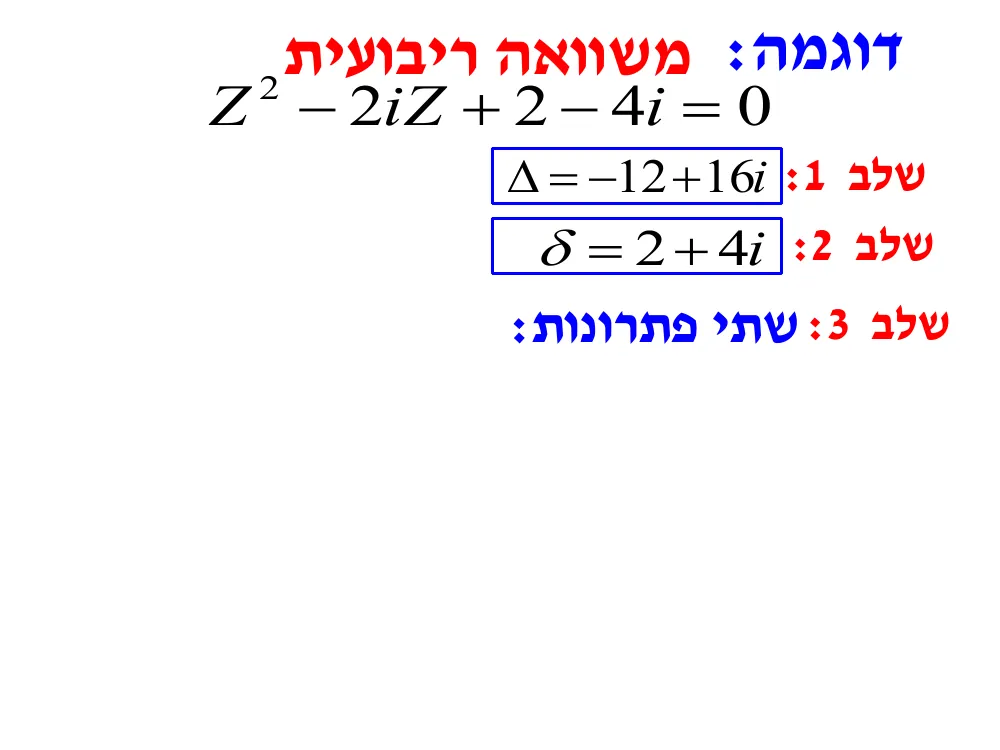 דוגמה: משוואה ריבועית
Z² − 2iZ + 2 − 4i = 0
שלב 1: Δ = −12 + 16i
שלב 2: δ = 2 + 4i
שלב 3: שתי פתרונות: